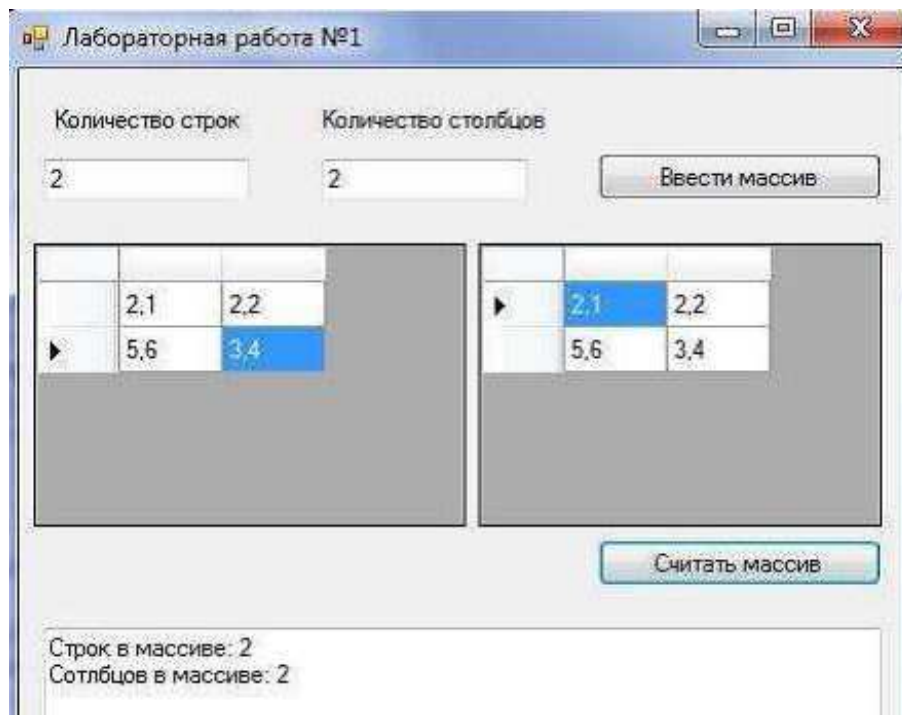 Лабораторная работа №1
Количество строк Количество столбцов
2 2 Ввести массив
2,1 2,2 2,1 2,2
5,6 3,4 5,6 3,4
Считать массив
Строк в массиве: 2
Сотлбцов в массиве: 2